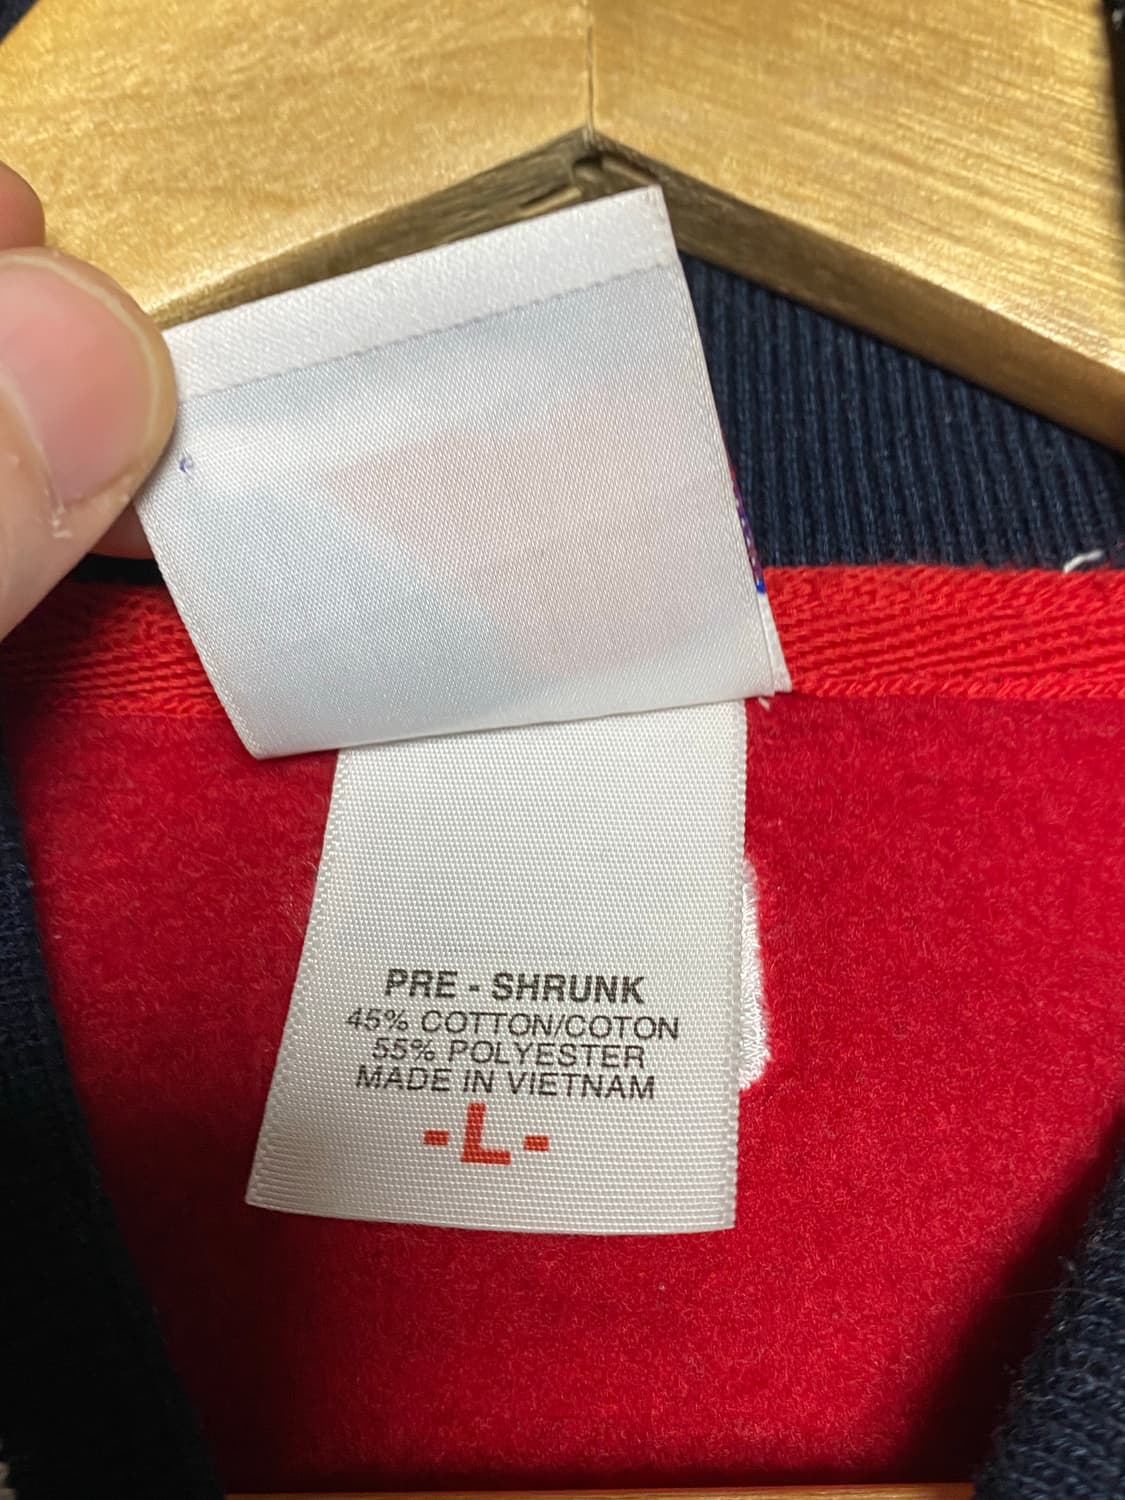 PRE - SHRUNK
45% COTTON/COTON
55% POLYESTER
MADE IN VIETNAM
-L-